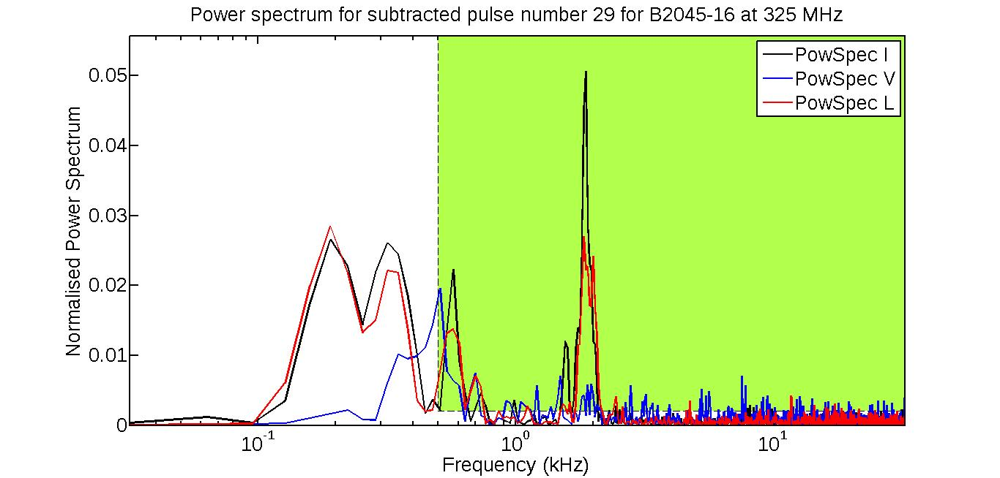 Power spectrum for subtracted pulse number 29 for B2045-16 at 325 MHz
PowSpec I
PowSpec V
PowSpec L
Normalised Power Spectrum
0.05
0.04
0.03
0.02
0.01
0
10^-1
10^0
10^1
Frequency (kHz)